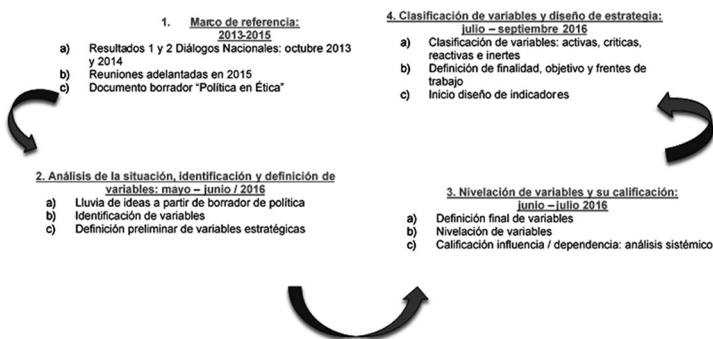 1. Marco de referencia:
2013-2015
a) Resultados 1 y 2 Diálogos Nacionales: octubre 2013
y 2014
b) Reuniones adelantadas en 2015
c) Documento borrador “Política en Ética”
2. Análisis de la situación, identificación y definición de
variables: mayo – junio / 2016
a) Lluvia de ideas a partir de borrador de política
b) Identificación de variables
c) Definición preliminar de variables estratégicas
3. Nivelación de variables y su calificación:
junio – julio 2016
a) Definición final de variables
b) Nivelación de variables
c) Calificación influencia / dependencia: análisis sistémico
4. Clasificación de variables y diseño de estrategia:
julio – septiembre 2016
a) Clasificación de variables: activas, criticas,
reactivas e inertes
b) Definición de finalidad, objetivo y frentes de
trabajo
c) Inicio diseño de indicadores